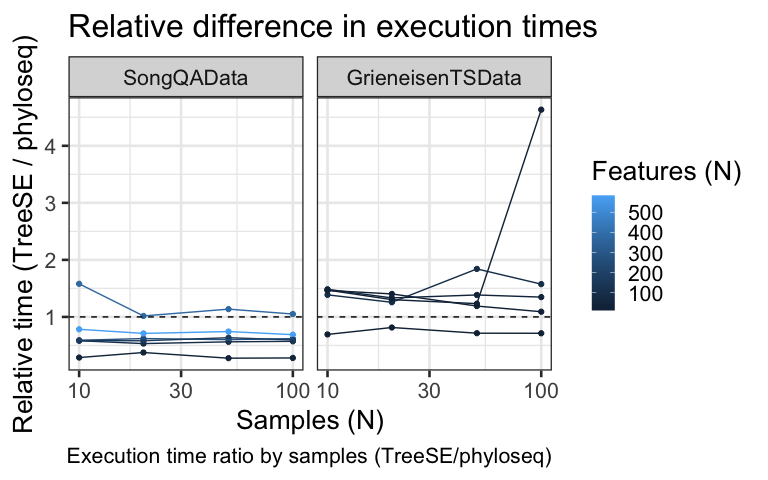 Relative difference in execution times
SongQAData
GrieneisenTSData
Relative time (TreeSE / phyloseq)
4
3
2
1
10
30
100
10
30
100
Samples (N)
Execution time ratio by samples (TreeSE/phyloseq)
Features (N)
500
400
300
200
100